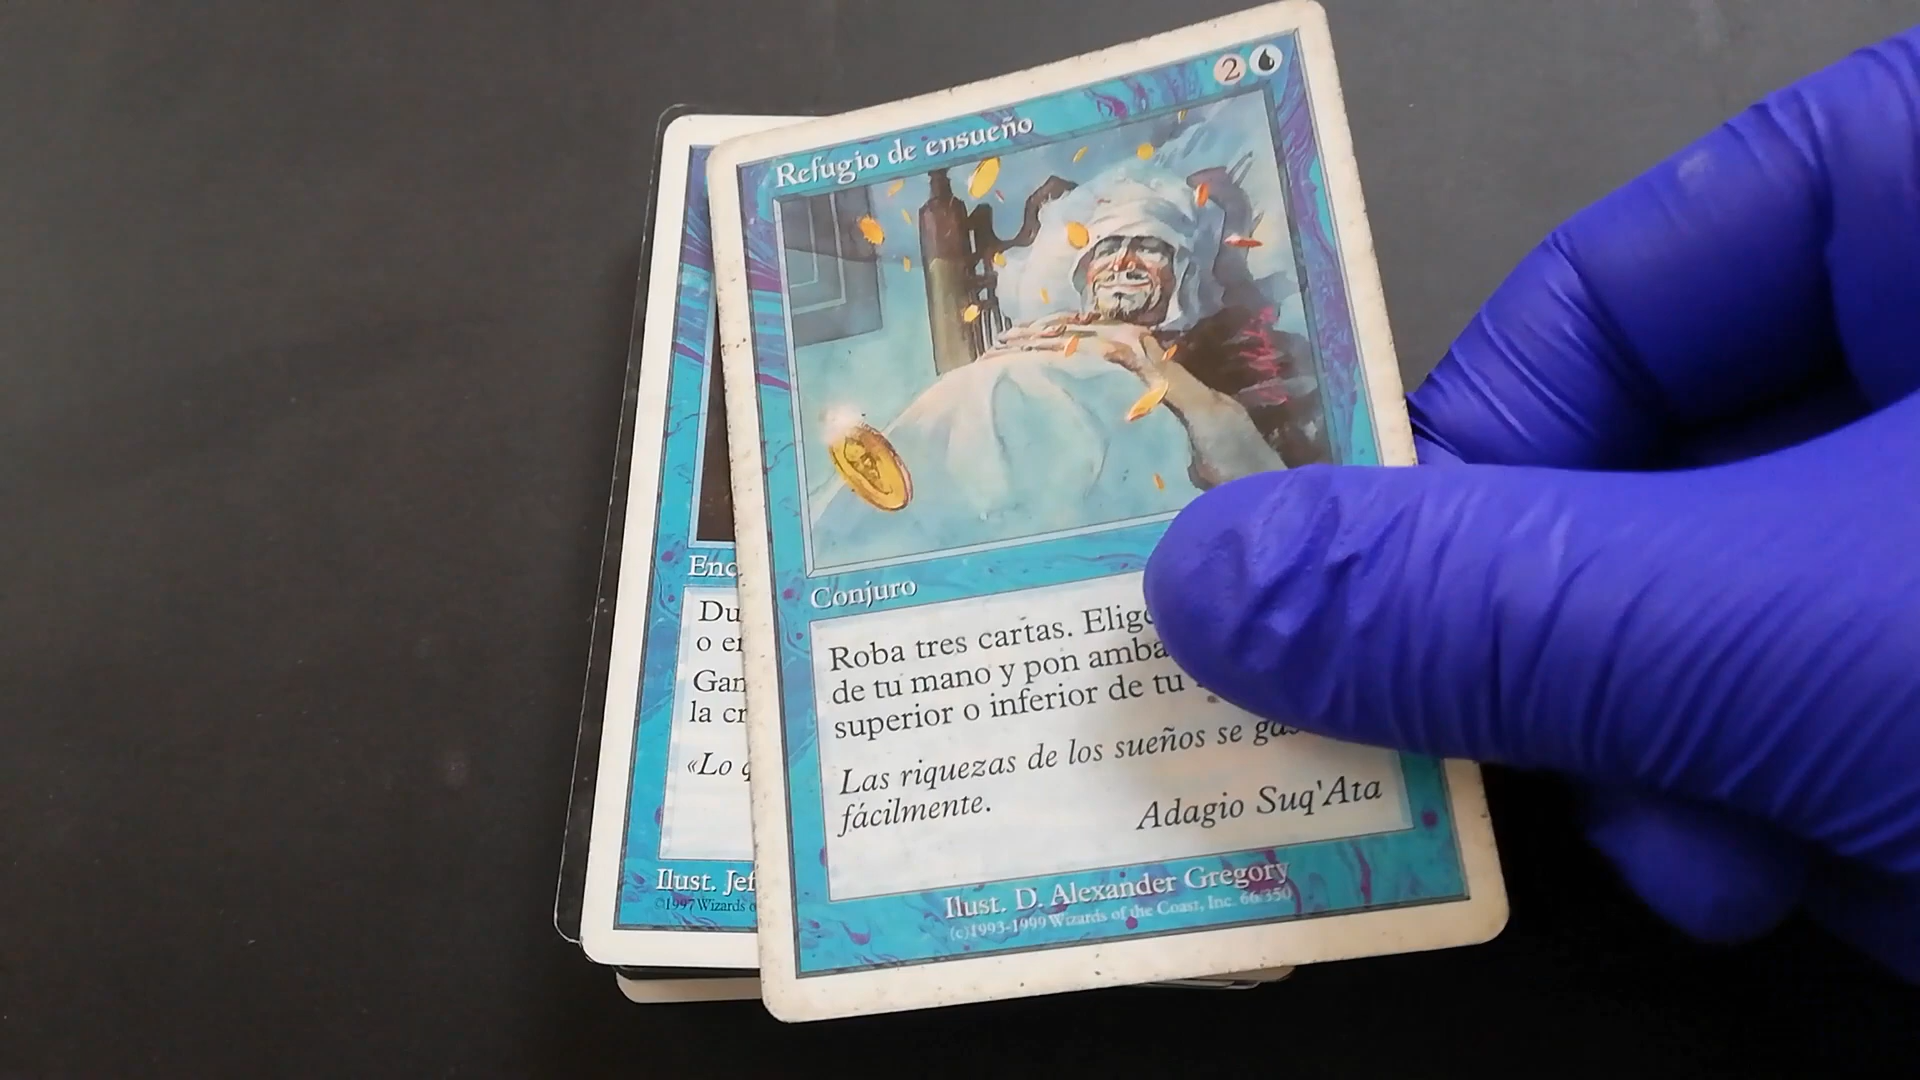 2
Refugio de ensueño
Conjuro
Roba tres cartas. Elige
de tu mano y pon amba
superior o inferior de tu
Las riquezas de los sueños se gas
fácilmente.
Adagio Suq'Ata
Ilust. D. Alexander Gregory
(c)1993-1999 Wizards of the Coast, Inc. 66/350
Enc
Du
o en
Gan
la cr
«Lo q
Ilust. Jef
©1997 Wizards o